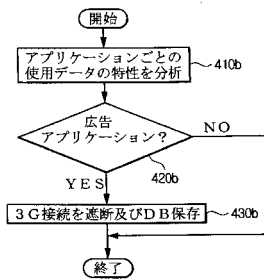 開始
アプリケーションごとの
使用データの特性を分析
410b
広告
アプリケーション？
NO
420b
YES
3G接続を遮断及びDB保存
430b
終了